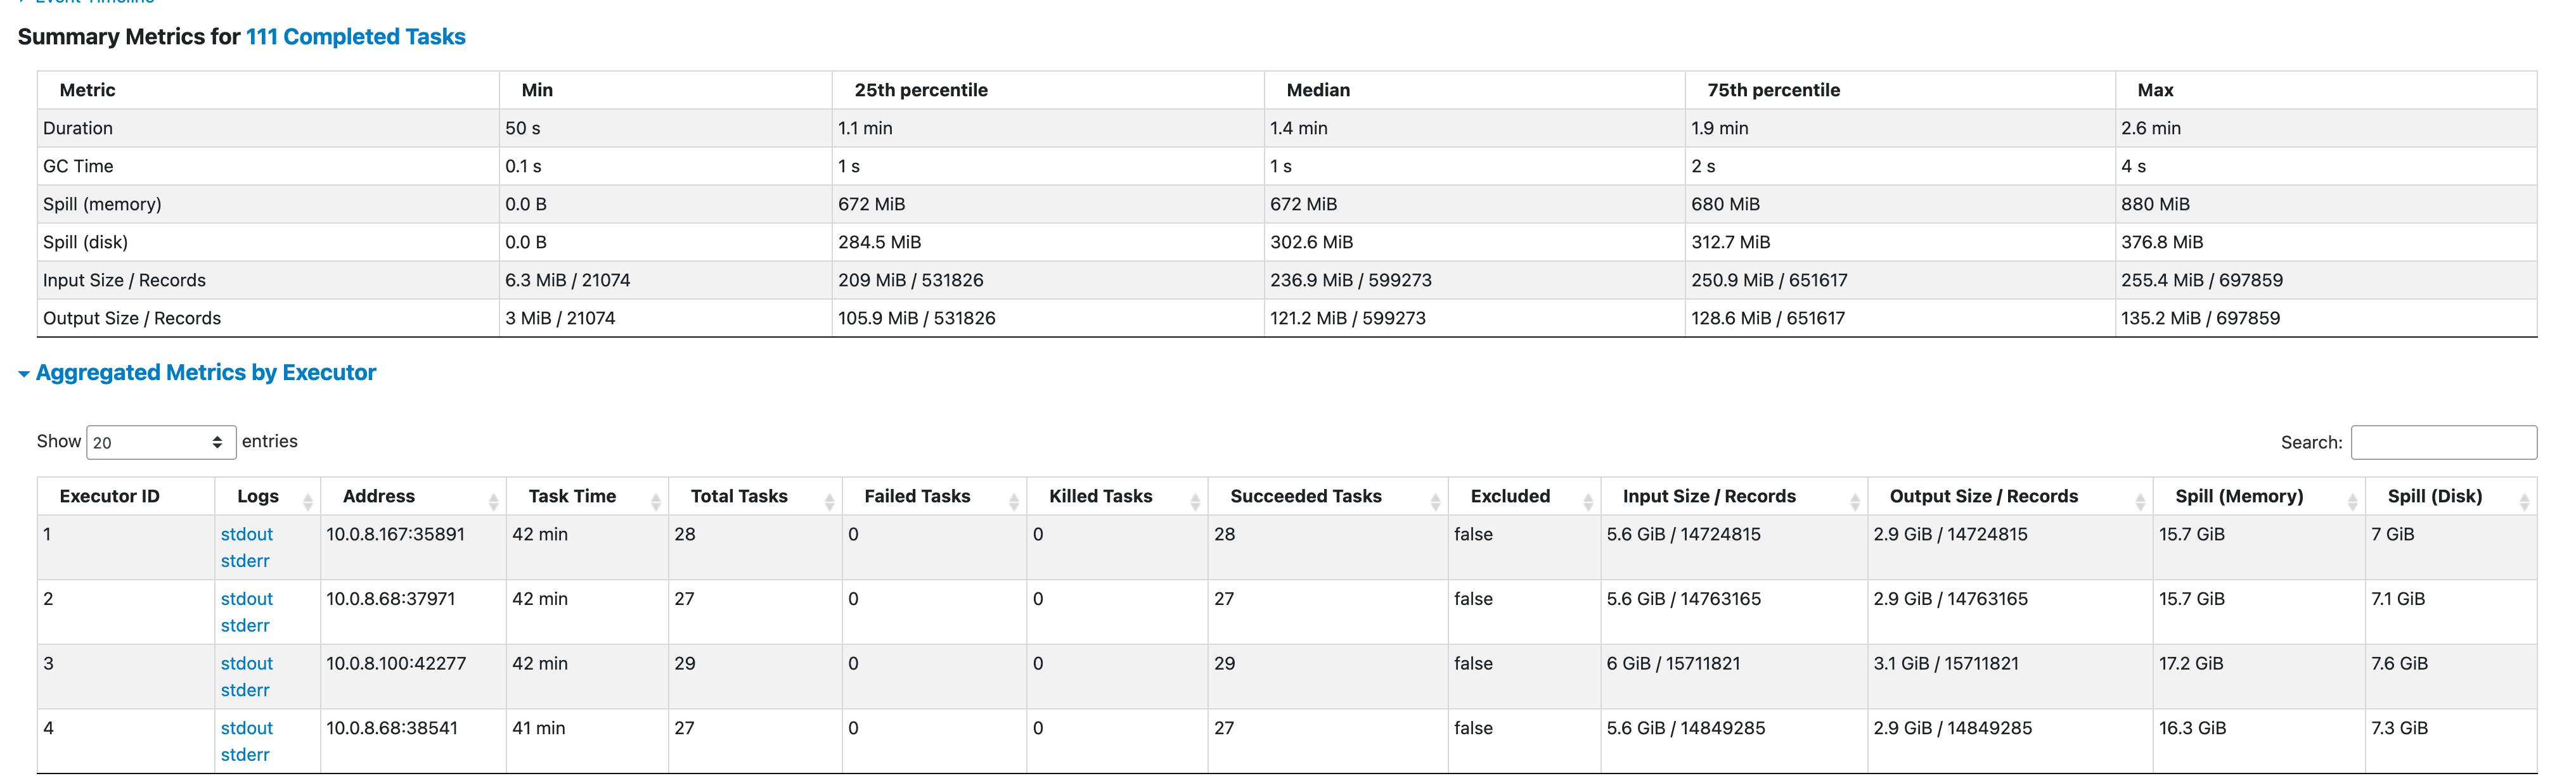 Event Timeline
Summary Metrics for 111 Completed Tasks
Metric Min 25th percentile Median 75th percentile Max
Duration 50 s 1.1 min 1.4 min 1.9 min 2.6 min
GC Time 0.1 s 1 s 1 s 2 s 4 s
Spill (memory) 0.0 B 672 MiB 672 MiB 680 MiB 880 MiB
Spill (disk) 0.0 B 284.5 MiB 302.6 MiB 312.7 MiB 376.8 MiB
Input Size / Records 6.3 MiB / 21074 209 MiB / 531826 236.9 MiB / 599273 250.9 MiB / 651617 255.4 MiB / 697859
Output Size / Records 3 MiB / 21074 105.9 MiB / 531826 121.2 MiB / 599273 128.6 MiB / 651617 135.2 MiB / 697859
Aggregated Metrics by Executor
Show 20 entries Search:
Executor ID Logs Address Task Time Total Tasks Failed Tasks Killed Tasks Succeeded Tasks Excluded Input Size / Records Output Size / Records Spill (Memory) Spill (Disk)
1 stdout 10.0.8.167:35891 42 min 28 0 0 28 false 5.6 GiB / 14724815 2.9 GiB / 14724815 15.7 GiB 7 GiB
stderr
2 stdout 10.0.8.68:37971 42 min 27 0 0 27 false 5.6 GiB / 14763165 2.9 GiB / 14763165 15.7 GiB 7.1 GiB
stderr
3 stdout 10.0.8.100:42277 42 min 29 0 0 29 false 6 GiB / 15711821 3.1 GiB / 15711821 17.2 GiB 7.6 GiB
stderr
4 stdout 10.0.8.68:38541 41 min 27 0 0 27 false 5.6 GiB / 14849285 2.9 GiB / 14849285 16.3 GiB 7.3 GiB
stderr